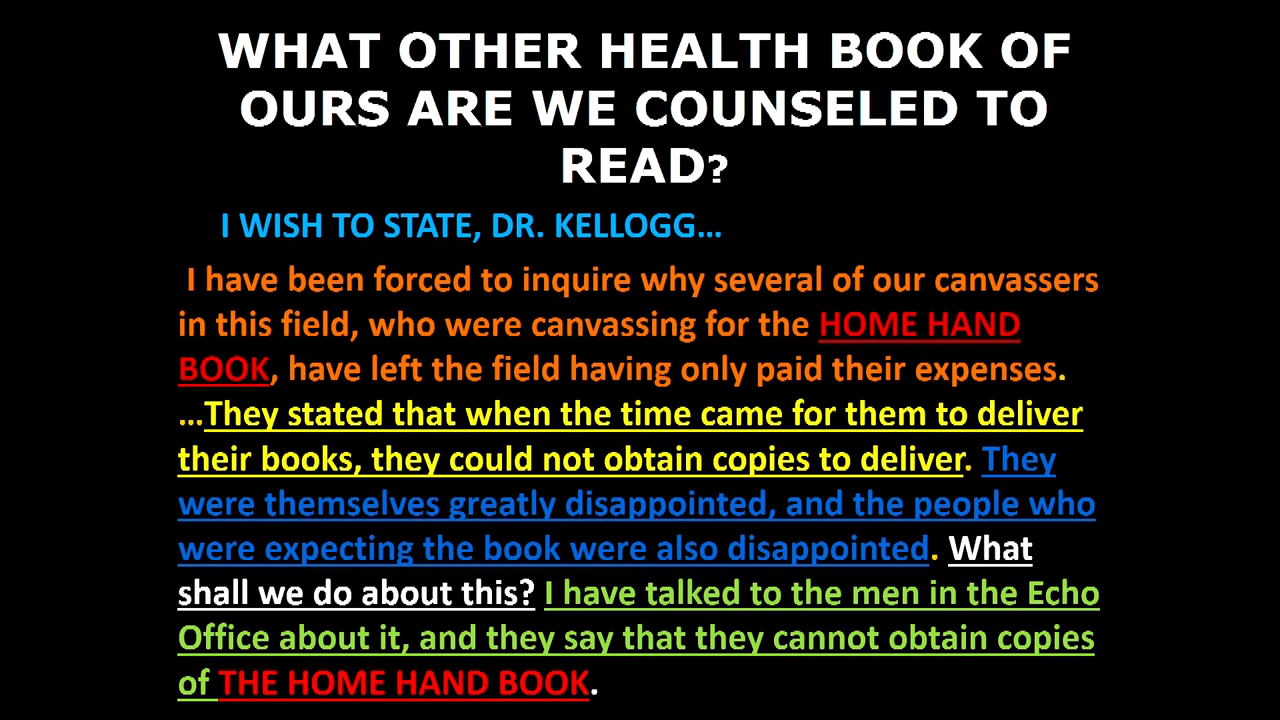 WHAT OTHER HEALTH BOOK OF
OURS ARE WE COUNSELED TO
READ?
I WISH TO STATE, DR. KELLOGG...
I have been forced to inquire why several of our canvassers
in this field, who were canvassing for the HOME HAND
BOOK, have left the field having only paid their expenses.
...They stated that when the time came for them to deliver
their books, they could not obtain copies to deliver. They
were themselves greatly disappointed, and the people who
were expecting the book were also disappointed. What
shall we do about this? I have talked to the men in the Echo
Office about it, and they say that they cannot obtain copies
of THE HOME HAND BOOK.